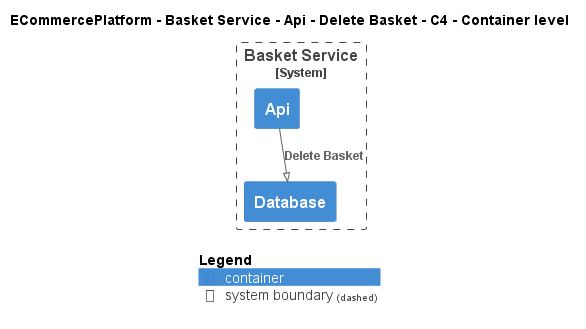 ECommercePlatform - Basket Service - Api - Delete Basket - C4 - Container level
Basket Service
[System]
Api
Delete Basket
Database
Legend
container
system boundary (dashed)